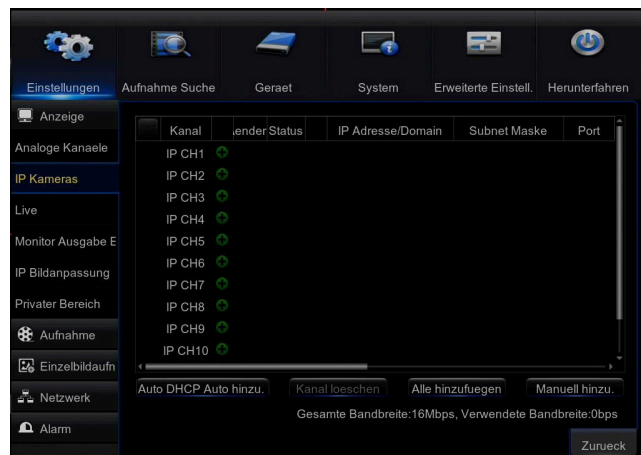 Einstellungen
Aufnahme Suche
Geraet
System
Erweiterte Einstell.
Herunterfahren
Anzeige
Analoge Kanaele
IP Kameras
Live
Monitor Ausgabe E
IP Bildanpassung
Privater Bereich
Aufnahme
Einzelbildaufn
Netzwerk
Alarm
Kanal ender Status IP Adresse/Domain Subnet Maske Port
IP CH1
IP CH2
IP CH3
IP CH4
IP CH5
IP CH6
IP CH7
IP CH8
IP CH9
IP CH10
Auto DHCP Auto hinzu. Kanal loeschen Alle hinzufuegen Manuell hinzu.
Gesamte Bandbreite:16Mbps, Verwendete Bandbreite:0bps
Zurueck